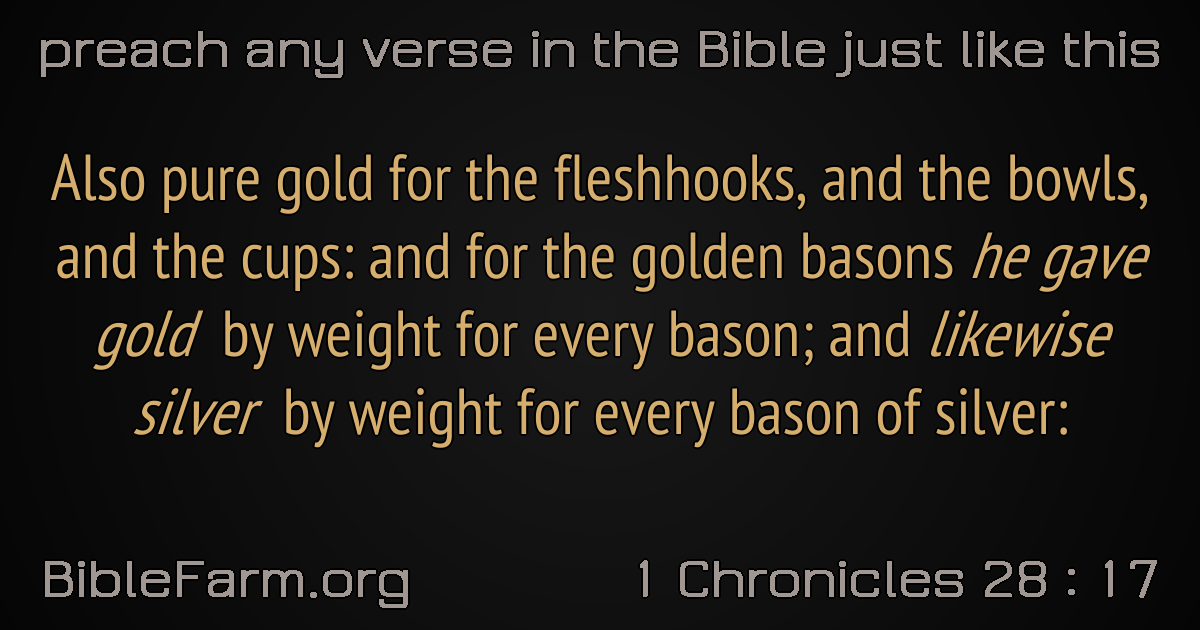 preach any verse in the Bible just like this
Also pure gold for the fleshhooks, and the bowls,
and the cups: and for the golden basons he gave
gold by weight for every bason; and likewise
silver by weight for every bason of silver:
BibleFarm.org
1 Chronicles 28 : 17